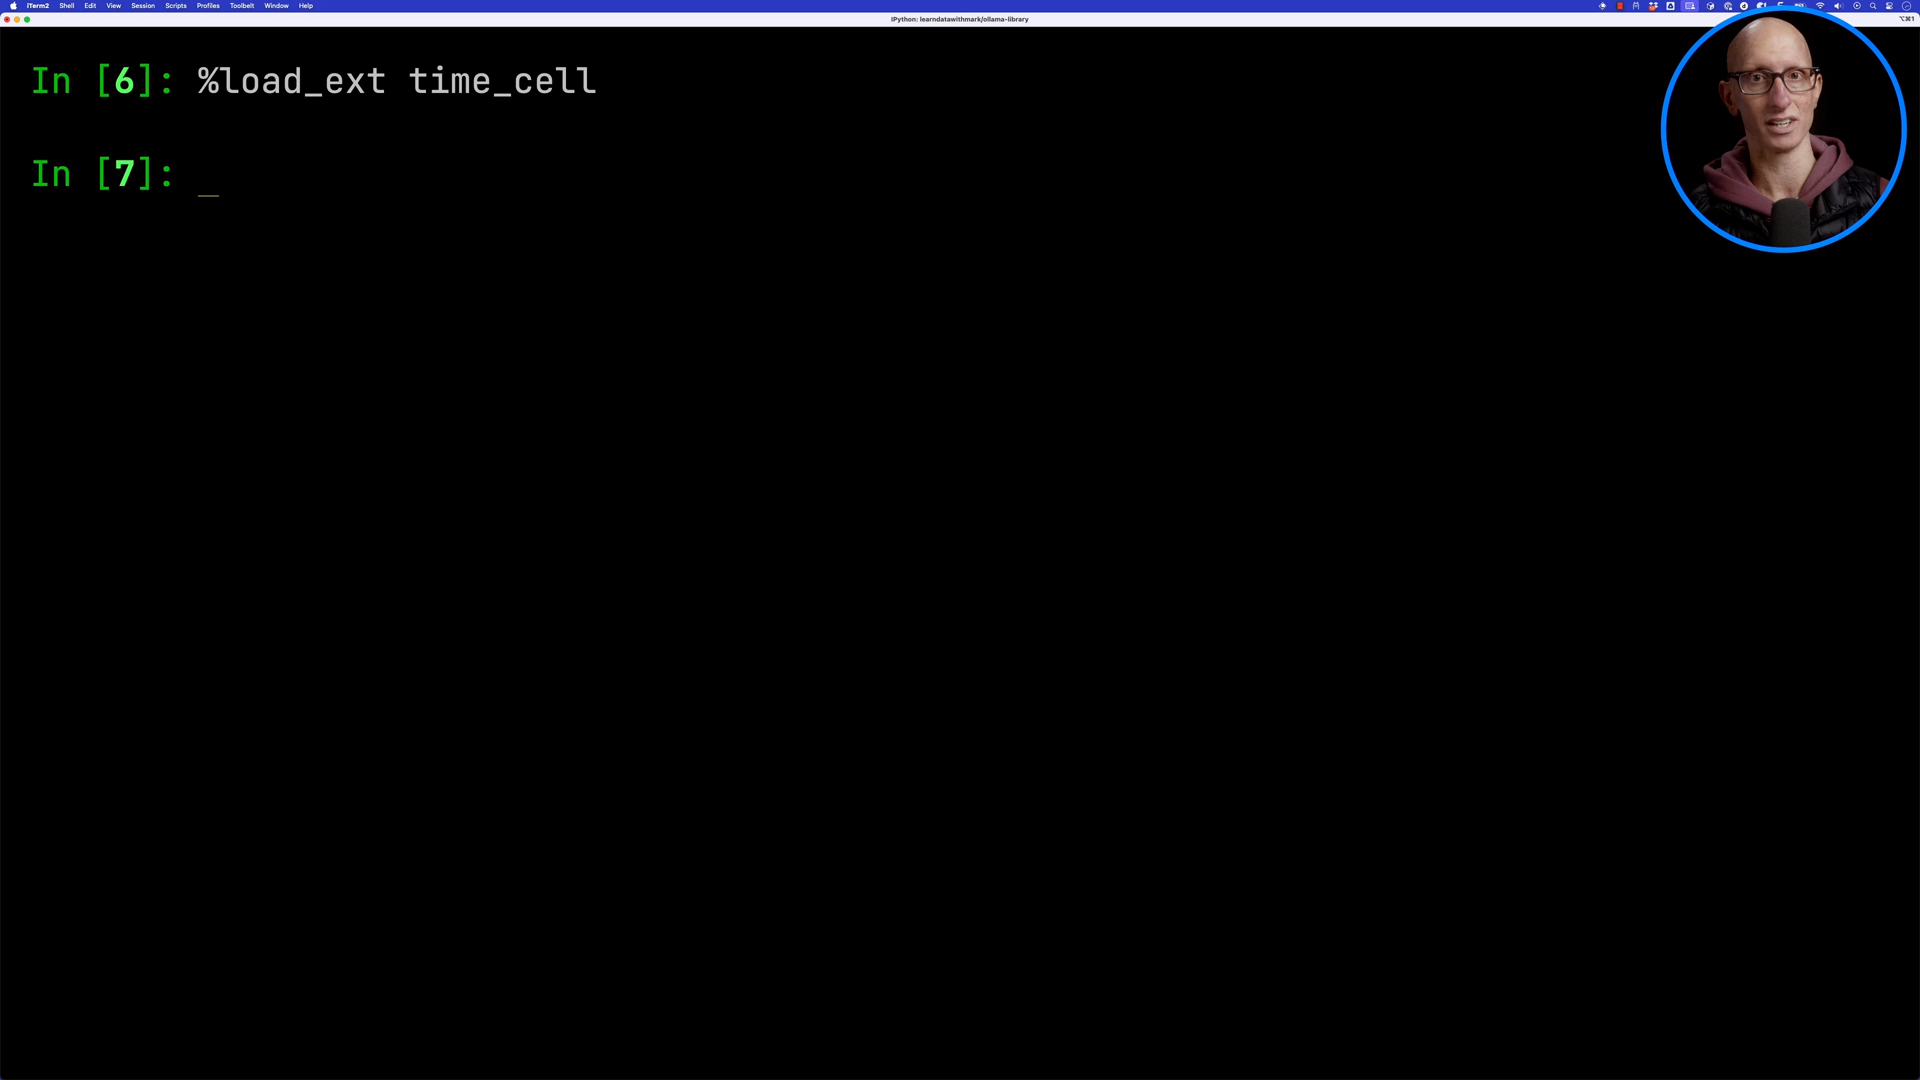 iTerm2 Shell Edit View Session Scripts Profiles Toolbelt Window Help
IPython: learndatawithmark/ollama-library
⌥⌘1
In [6]: %load_ext time_cell
In [7]: _